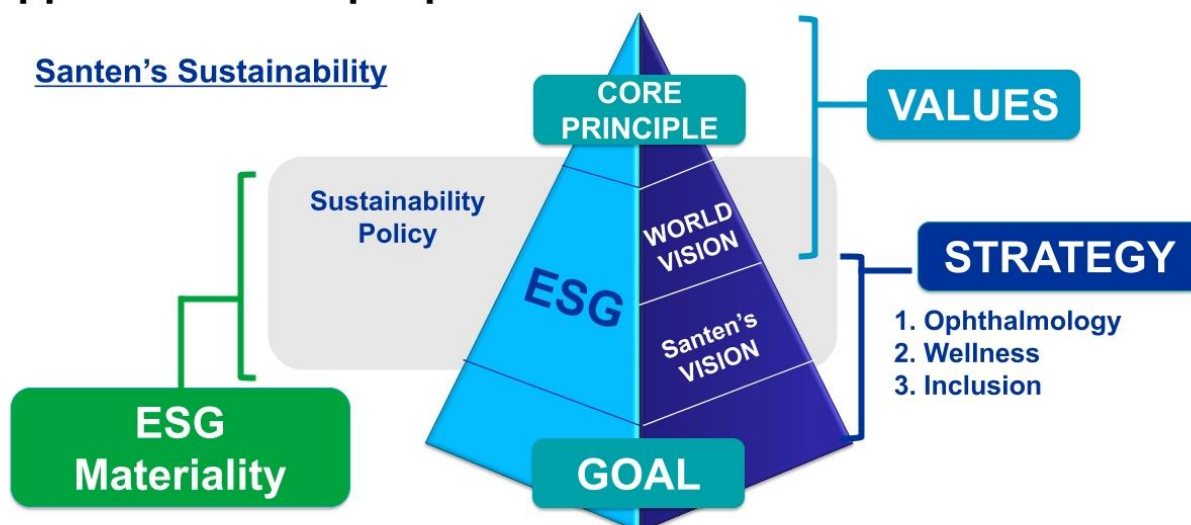 Santen's Sustainability
CORE
PRINCIPLE
VALUES
Sustainability
Policy
WORLD
VISION
ESG
STRATEGY
Santen's
VISION
1. Ophthalmology
2. Wellness
3. Inclusion
ESG
Materiality
GOAL